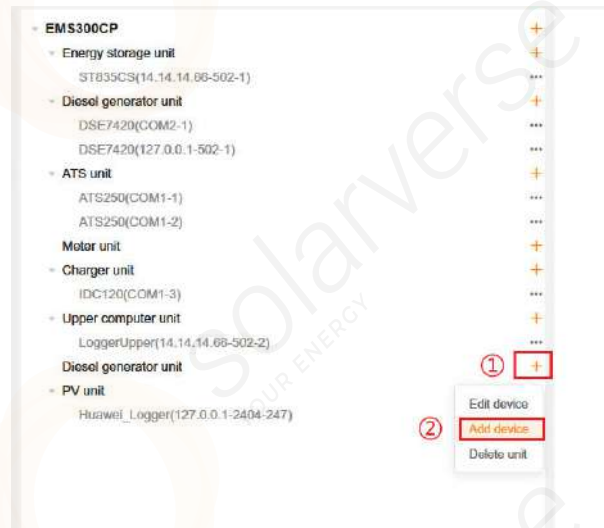 EMS300CP
Energy storage unit
ST835CS(14.14.14.66-502-1)
Diesel generator unit
DSE7420(COM2-1)
DSE7420(127.0.0.1-502-1)
ATS unit
ATS250(COM1-1)
ATS250(COM1-2)
Meter unit
Charger unit
IDC120(COM1-3)
Upper computer unit
LoggerUpper(14.14.14.66-502-2)
Diesel generator unit ①
PV unit
Huawei_Logger(127.0.0.1-2404-247)
Edit device
② Add device
Delete unit
solarverse
YOUR ENERGY